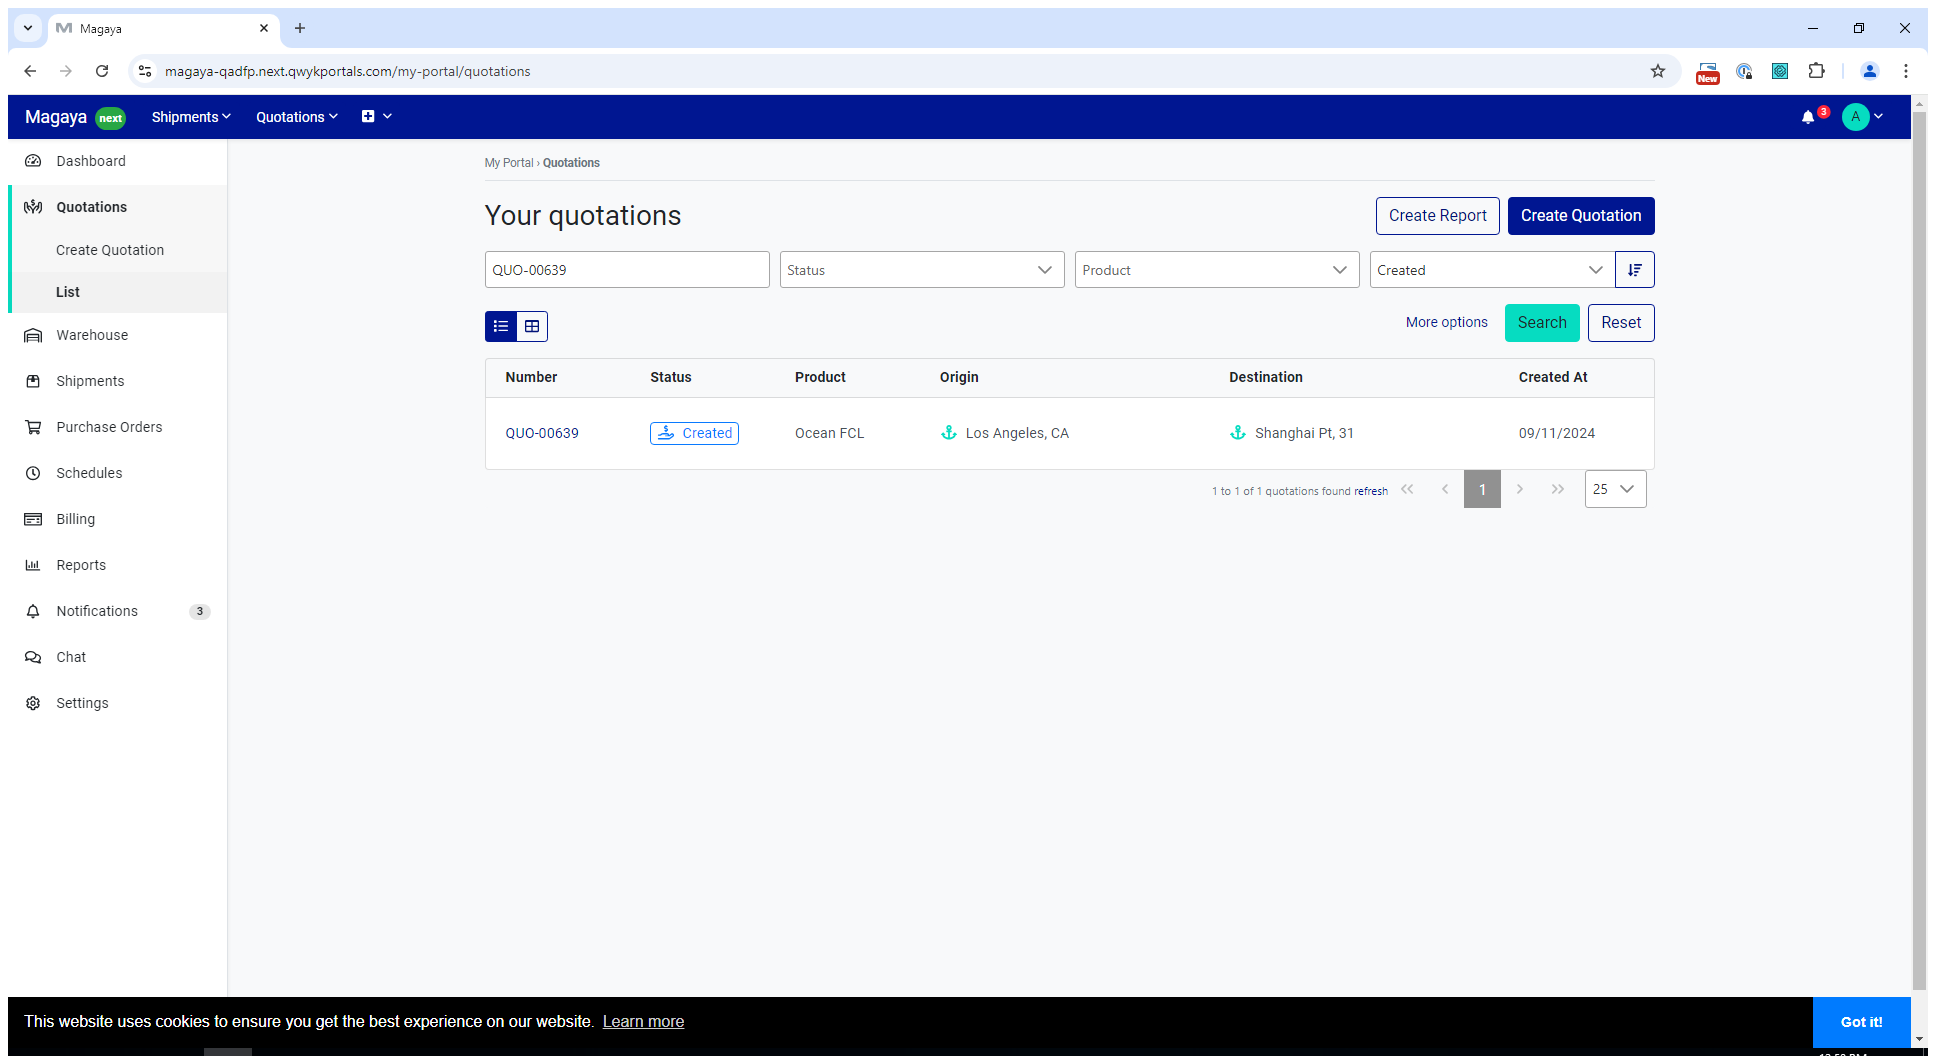 Magaya
magaya-qadfp.next.qwykportals.com/my-portal/quotations
New
Magaya next Shipments Quotations 3 A
Dashboard
Quotations
Create Quotation
List
Warehouse
Shipments
Purchase Orders
Schedules
Billing
Reports
Notifications 3
Chat
Settings
My Portal › Quotations
Your quotations
Create Report Create Quotation
QUO-00639 Status Product Created
More options Search Reset
Number Status Product Origin Destination Created At
QUO-00639 Created Ocean FCL Los Angeles, CA Shanghai Pt, 31 09/11/2024
1 to 1 of 1 quotations found refresh 1 25
This website uses cookies to ensure you get the best experience on our website. Learn more
Got it!